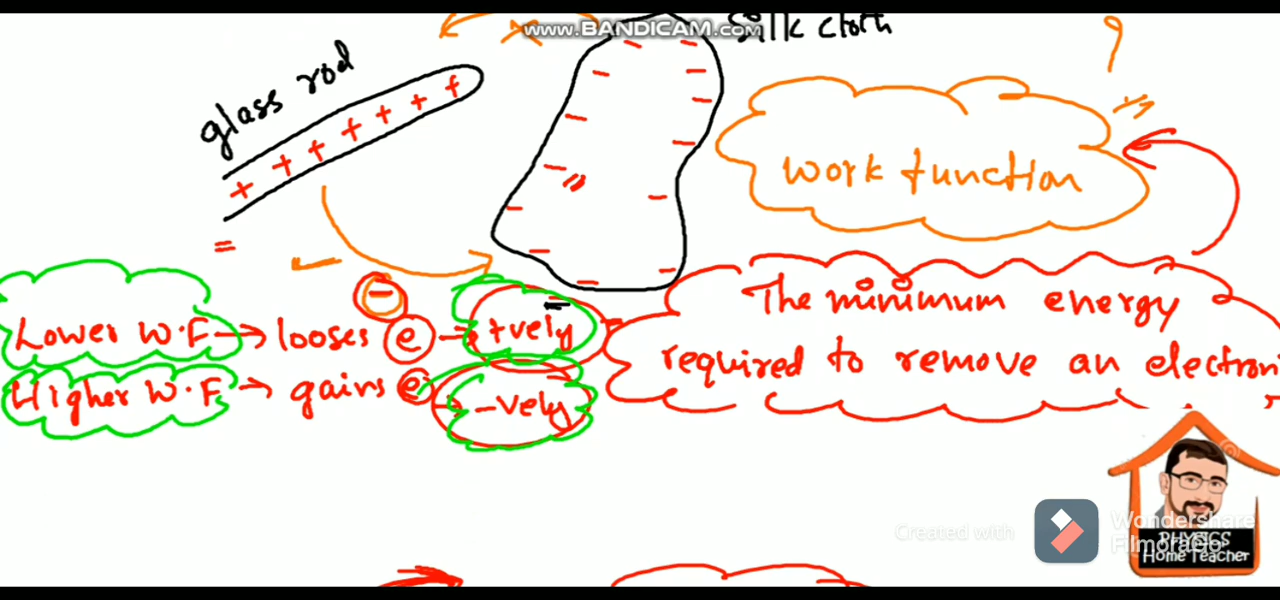 www.BANDICAM.com
Silk cloth
glass rod
+ + + + + + +
work function
Lower W.F → looses e → +vely
Higher W.F → gains e → -vely
The minimum energy
required to remove an electron
Created with
Wondershare
Filmora
PHYSICS
Home Teacher